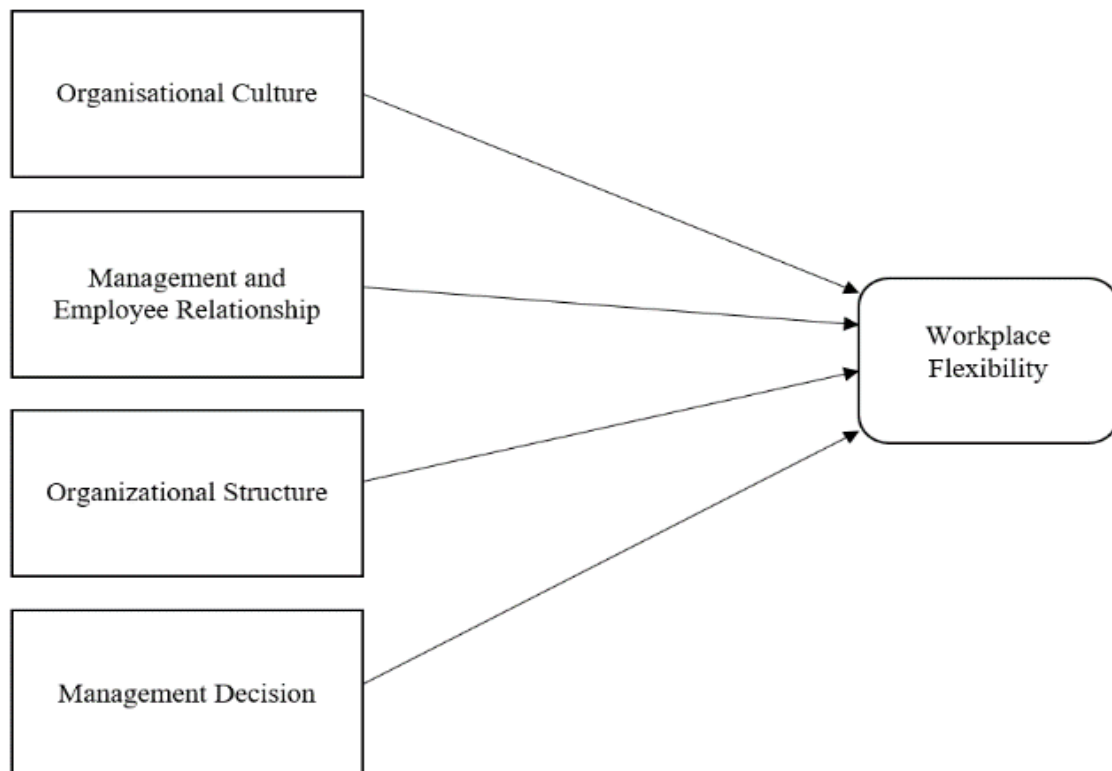 Organisational Culture
Management and
Employee Relationship
Organizational Structure
Management Decision
Workplace
Flexibility